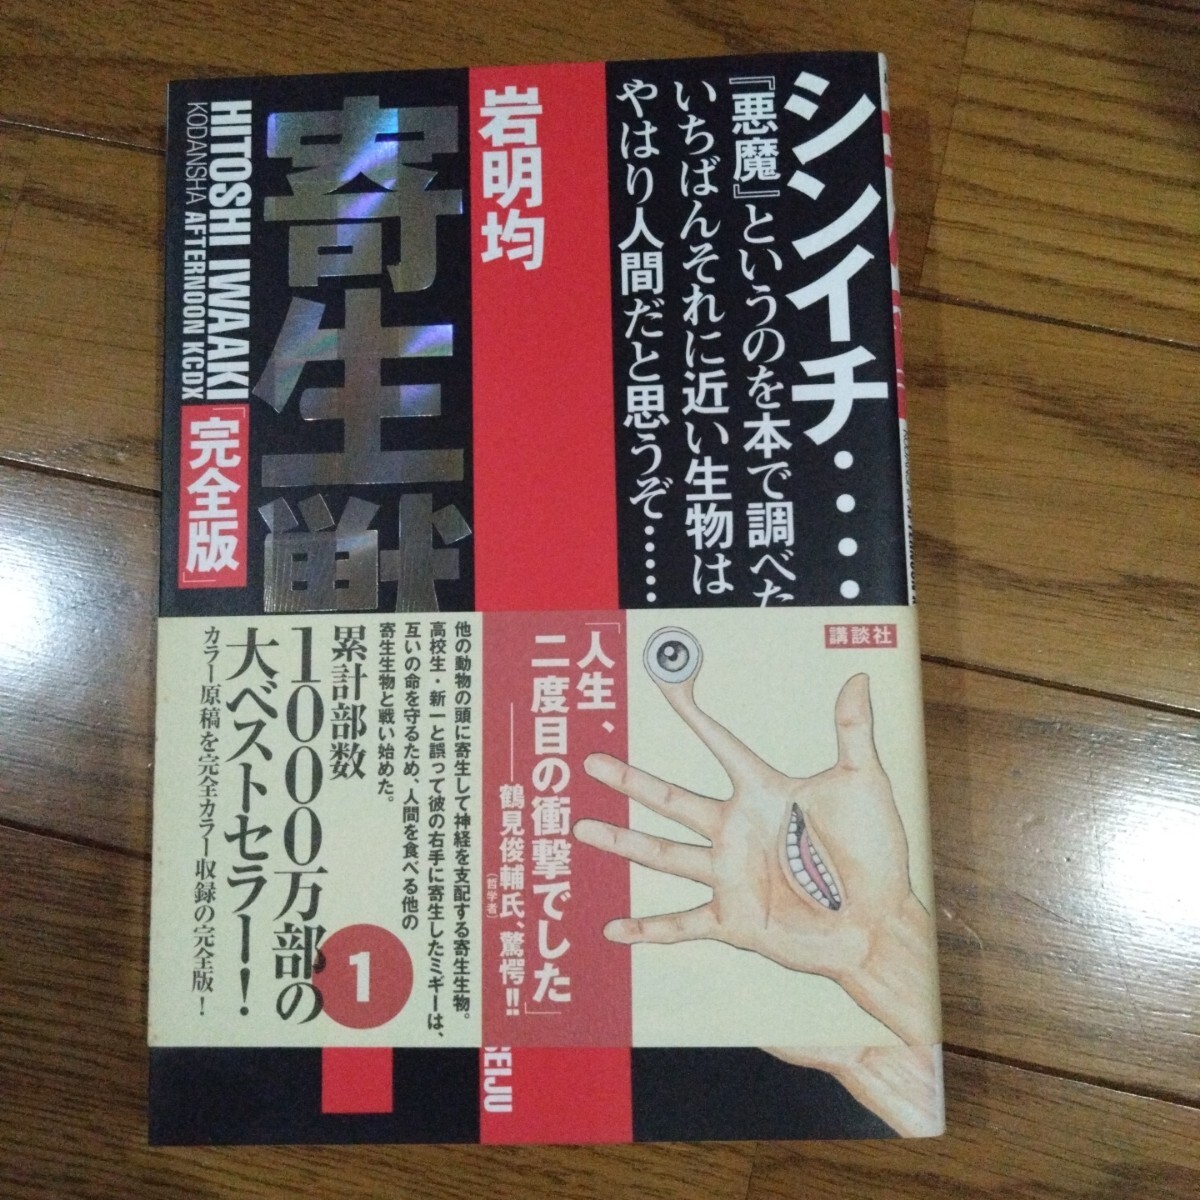 シンイチ……
『悪魔』というのを本で調べた
いちばんそれに近い生物は
やはり人間だと思うぞ……
岩明均
寄生獣
HITOSHI IWAAKI
KODANSHA AFTERNOON KCDX
「完全版」
講談社
「人生、
二度目の衝撃でした」
——鶴見俊輔氏、驚愕!!
(哲学者)
他の動物の頭に寄生して神経を支配する寄生生物。
高校生・新一と誤って彼の右手に寄生したミギーは、
互いの命を守るため、人間を食べる他の
寄生生物と戦い始めた。
累計部数
1000万部の
大ベストセラー!
カラー原稿を完全カラー収録の完全版!
1
SEIJU